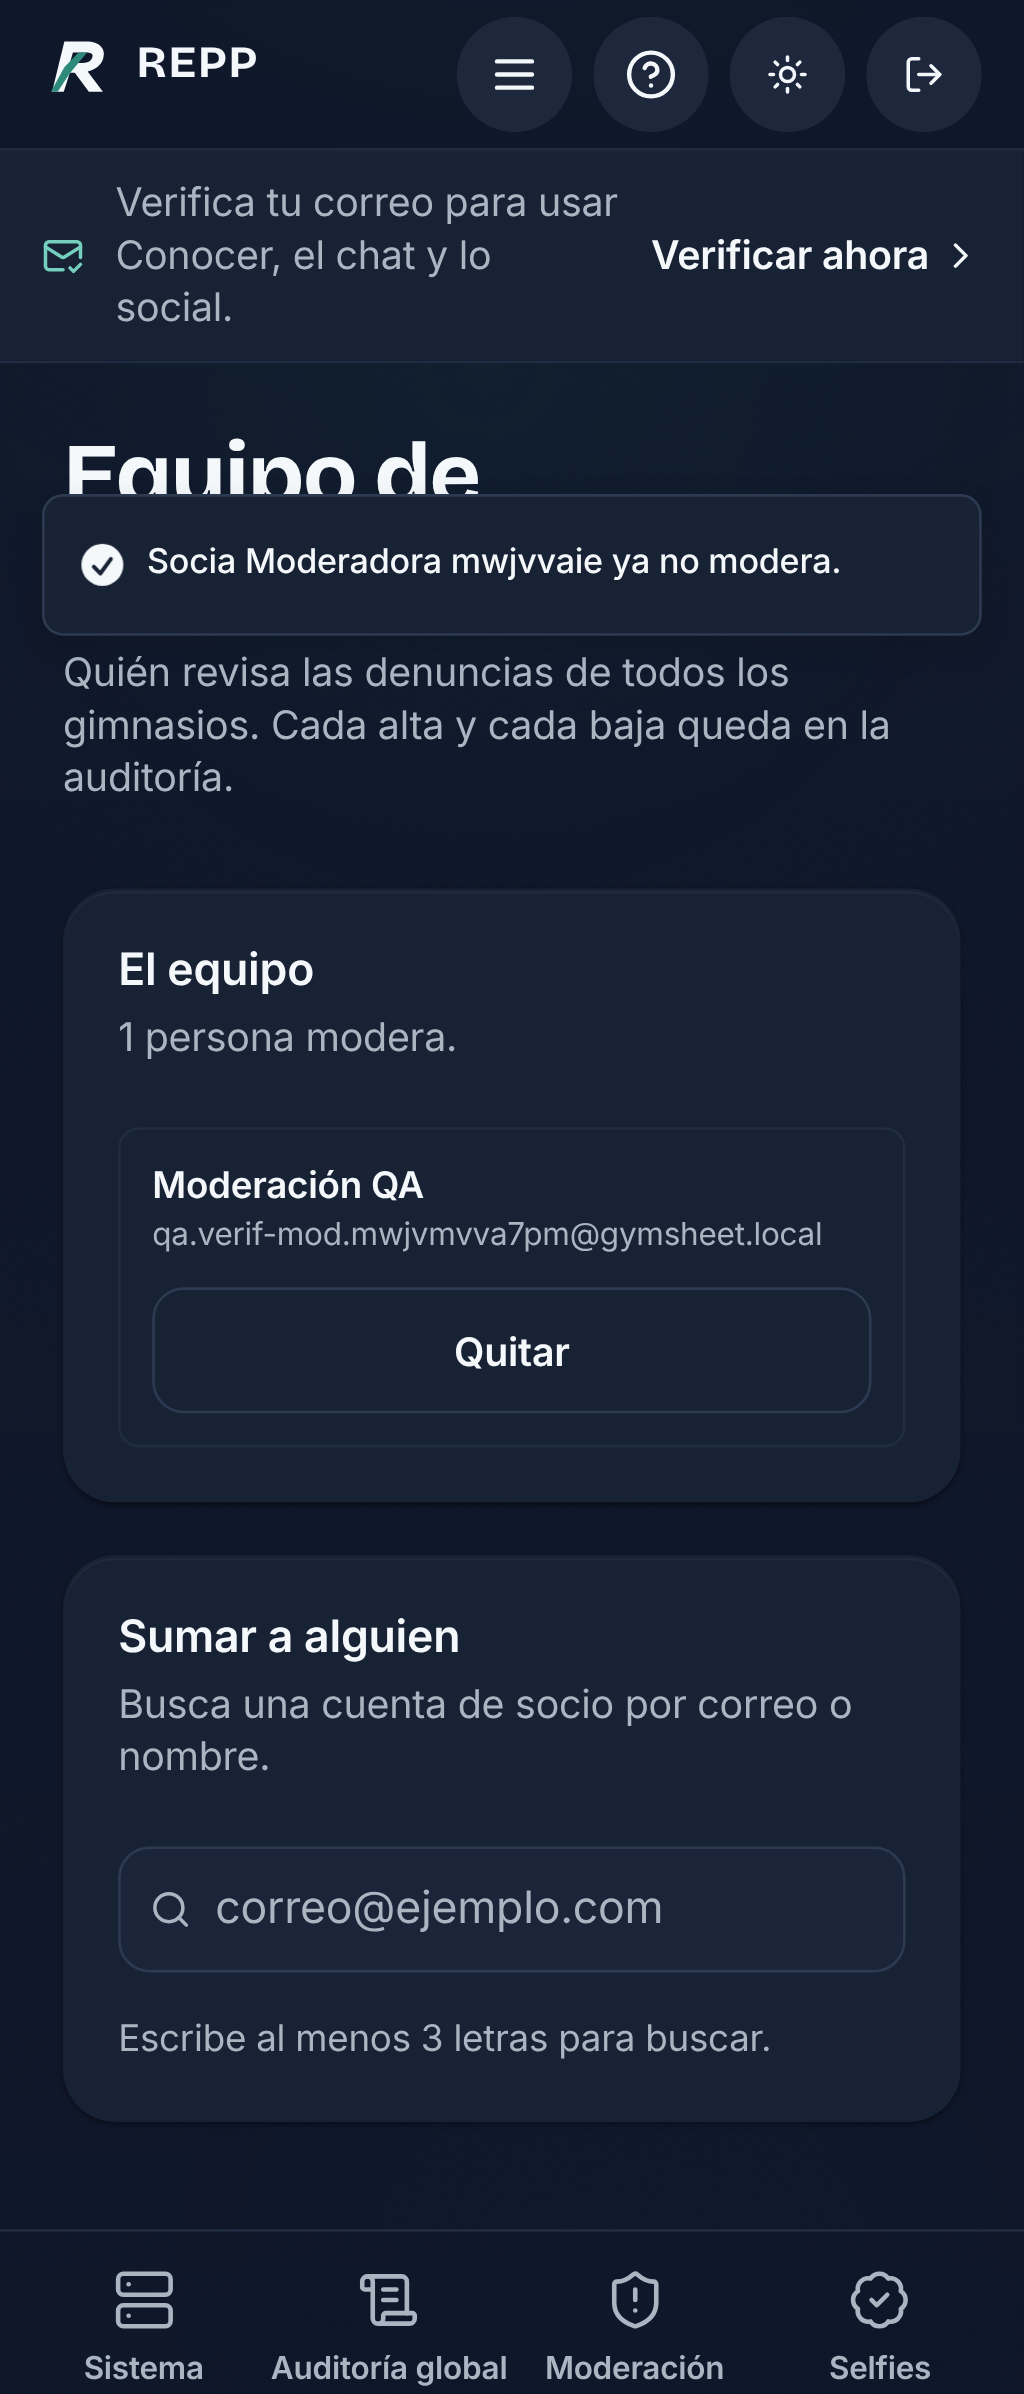 REPP
Verifica tu correo para usar
Conocer, el chat y lo
social.
Verificar ahora
Equipo de
Socia Moderadora mwjvvaie ya no modera.
Quién revisa las denuncias de todos los
gimnasios. Cada alta y cada baja queda en la
auditoría.
El equipo
1 persona modera.
Moderación QA
qa.verif-mod.mwjvmvva7pm@gymsheet.local
Quitar
Sumar a alguien
Busca una cuenta de socio por correo o
nombre.
correo@ejemplo.com
Escribe al menos 3 letras para buscar.
Sistema
Auditoría global
Moderación
Selfies